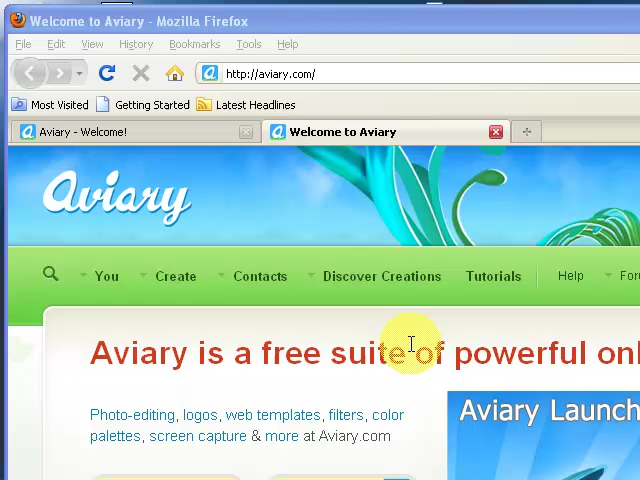 Welcome to Aviary - Mozilla Firefox
File Edit View History Bookmarks Tools Help
http://aviary.com/
Most Visited Getting Started Latest Headlines
Aviary - Welcome! Welcome to Aviary
Aviary
You Create Contacts Discover Creations Tutorials Help
Aviary is a free suite of powerful
Photo-editing, logos, web templates, filters, color
palettes, screen capture & more at Aviary.com
Aviary